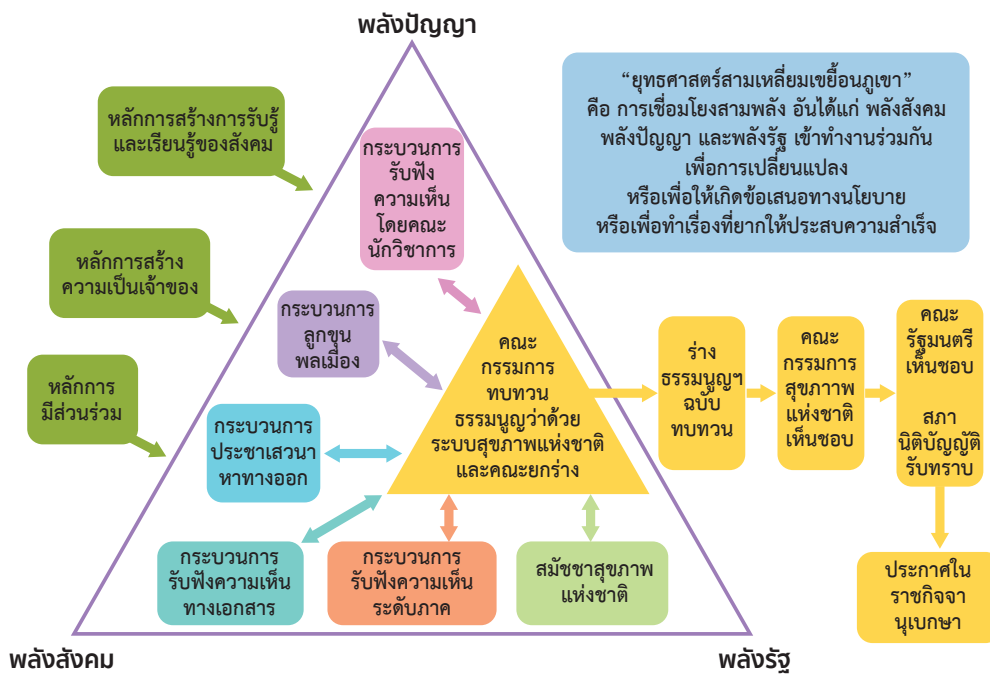 พลังปัญญา
“ยุทธศาสตร์สามเหลี่ยมเขยื้อนภูเขา”
คือ การเชื่อมโยงสามพลัง อันได้แก่ พลังสังคม
พลังปัญญา และพลังรัฐ เข้าทำงานร่วมกัน
เพื่อการเปลี่ยนแปลง
หรือเพื่อให้เกิดข้อเสนอทางนโยบาย
หรือเพื่อทำเรื่องที่ยากให้ประสบความสำเร็จ
หลักการสร้างการรับรู้
และเรียนรู้ของสังคม
หลักการสร้าง
ความเป็นเจ้าของ
หลักการ
มีส่วนร่วม
กระบวนการ
รับฟัง
ความเห็น
โดยคณะ
นักวิชาการ
กระบวนการ
ลูกขุน
พลเมือง
กระบวนการ
ประชาเสวนา
หาทางออก
กระบวนการ
รับฟังความเห็น
ทางเอกสาร
กระบวนการ
รับฟังความเห็น
ระดับภาค
สมัชชาสุขภาพ
แห่งชาติ
คณะ
กรรมการ
ทบทวน
ธรรมนูญว่าด้วย
ระบบสุขภาพแห่งชาติ
และคณะยกร่าง
ร่าง
ธรรมนูญฯ
ฉบับ
ทบทวน
คณะ
กรรมการ
สุขภาาพ
แห่งชาติ
เห็นชอบ
คณะ
รัฐมนตรี
เห็นชอบ
สภา
นิติบัญญัติ
รับทราบ
ประกาศใน
ราชกิจจา
นุเบกษา
พลังสังคม
พลังรัฐ